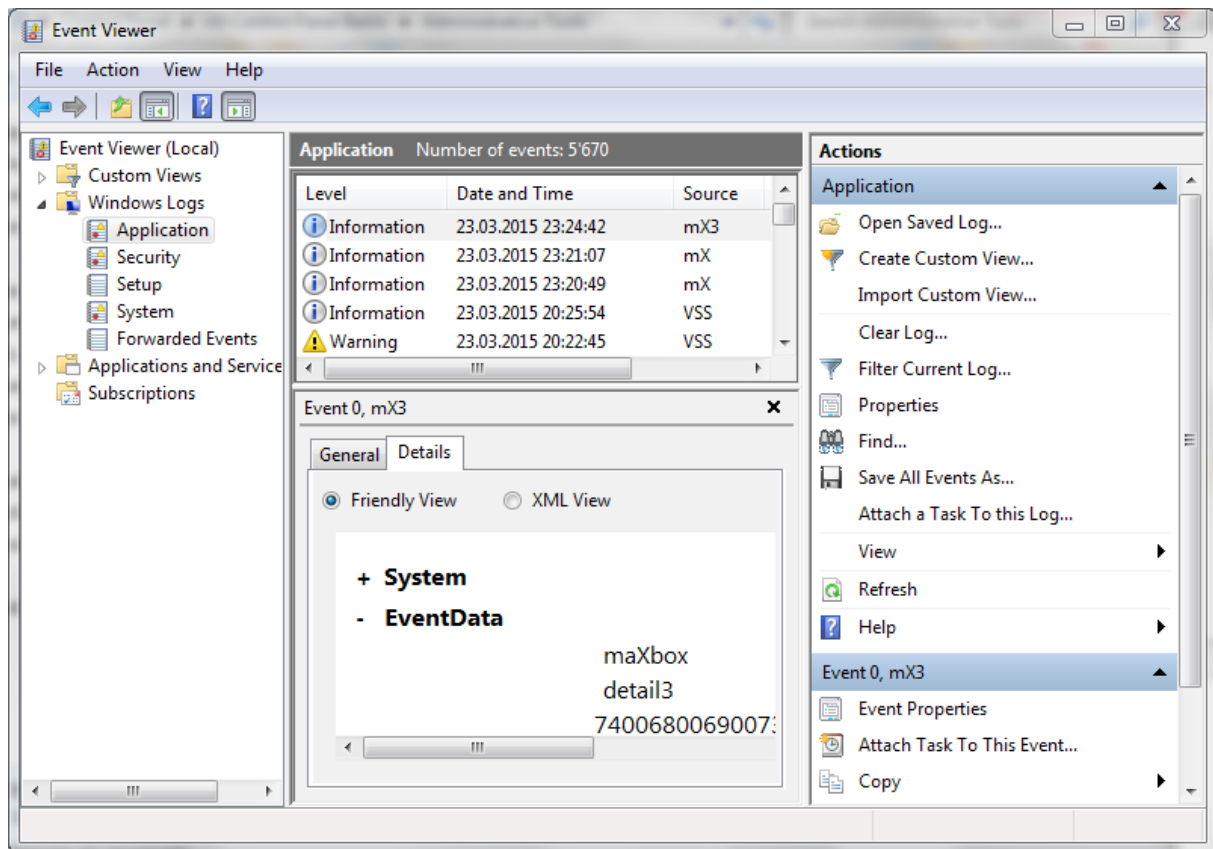 Event Viewer
File Action View Help
Event Viewer (Local)
Custom Views
Windows Logs
Application
Security
Setup
System
Forwarded Events
Applications and Service
Subscriptions
Application Number of events: 5'670
Level Date and Time Source
Information 23.03.2015 23:24:42 mX3
Information 23.03.2015 23:21:07 mX
Information 23.03.2015 23:20:49 mX
Information 23.03.2015 20:25:54 VSS
Warning 23.03.2015 20:22:45 VSS
Event 0, mX3
General Details
Friendly View XML View
+ System
- EventData
maXbox
detail3
7400680069007
Actions
Application
Open Saved Log...
Create Custom View...
Import Custom View...
Clear Log...
Filter Current Log...
Properties
Find...
Save All Events As...
Attach a Task To this Log...
View
Refresh
Help
Event 0, mX3
Event Properties
Attach Task To This Event...
Copy